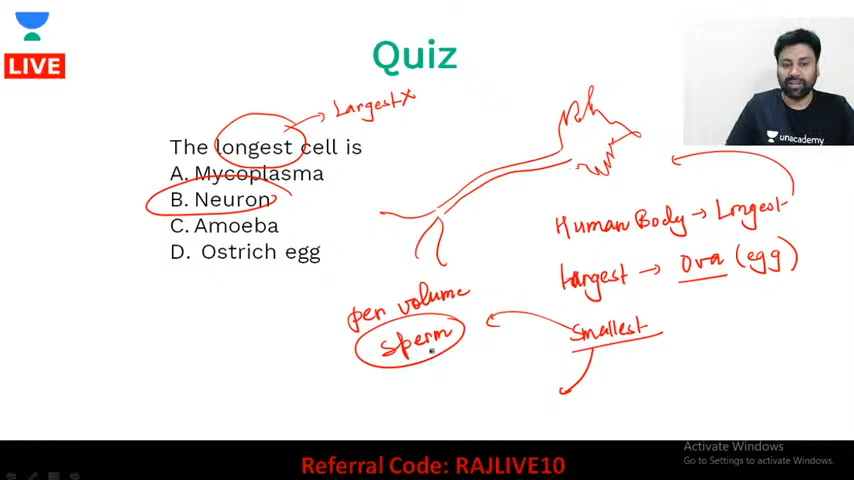 Quiz
LIVE
Largest x
The longest cell is
A. Mycoplasma
B. Neuron
C. Amoeba
D. Ostrich egg
unacademy
Human Body → Longest
Largest → Ova (egg)
per volume
sperm
Smallest
Activate Windows
Go to Settings to activate Windows.
Referral Code: RAJLIVE10